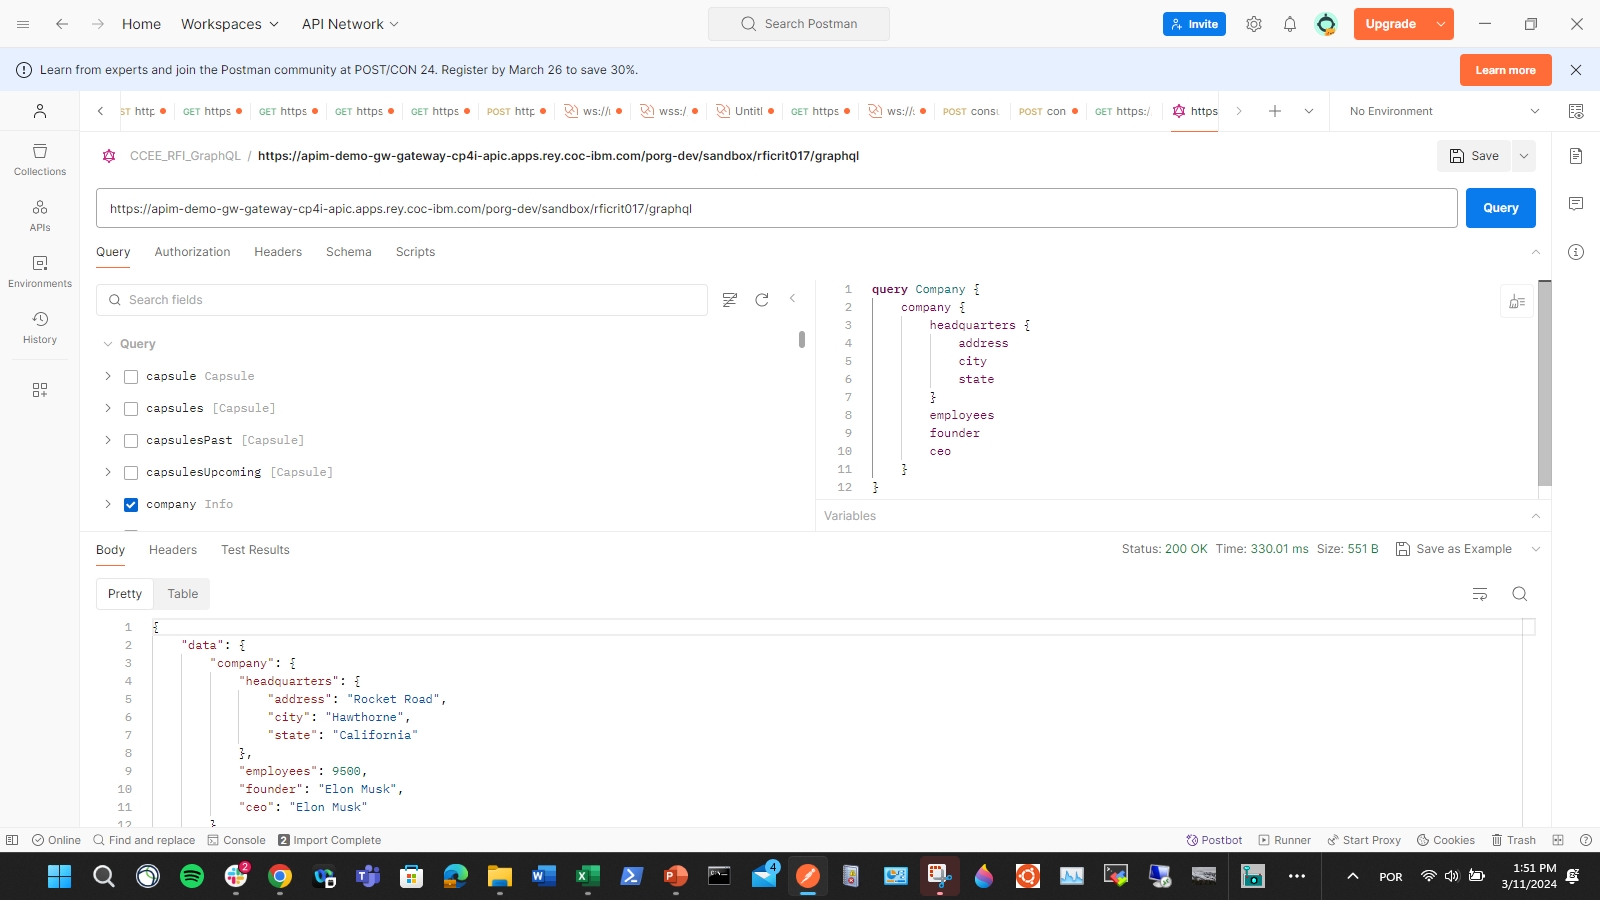 Home Workspaces API Network Search Postman Invite Upgrade
Learn from experts and join the Postman community at POST/CON 24. Register by March 26 to save 30%. Learn more
ST http GET https GET https GET https GET https POST http ws:// wss:/ Untitl GET https ws:// POST consu POST con GET https:/ https No Environment
CCEE_RFI_GraphQL / https://apim-demo-gw-gateway-cp4i-apic.apps.rey.coc-ibm.com/porg-dev/sandbox/rficrit017/graphql Save
Collections
https://apim-demo-gw-gateway-cp4i-apic.apps.rey.coc-ibm.com/porg-dev/sandbox/rficrit017/graphql Query
APIs
Query Authorization Headers Schema Scripts
Environments
Search fields
History
Query
capsule Capsule
capsules [Capsule]
capsulesPast [Capsule]
capsulesUpcoming [Capsule]
company Info
1 query Company {
2 company {
3 headquarters {
4 address
5 city
6 state
7 }
8 employees
9 founder
10 ceo
11 }
12 }
Variables
Body Headers Test Results Status: 200 OK Time: 330.01 ms Size: 551 B Save as Example
Pretty Table
1 {
2 "data": {
3 "company": {
4 "headquarters": {
5 "address": "Rocket Road",
6 "city": "Hawthorne",
7 "state": "California"
8 },
9 "employees": 9500,
10 "founder": "Elon Musk",
11 "ceo": "Elon Musk"
12 }
Online Find and replace Console 2 Import Complete Postbot Runner Start Proxy Cookies Trash
2 4 POR 1:51 PM
3/11/2024